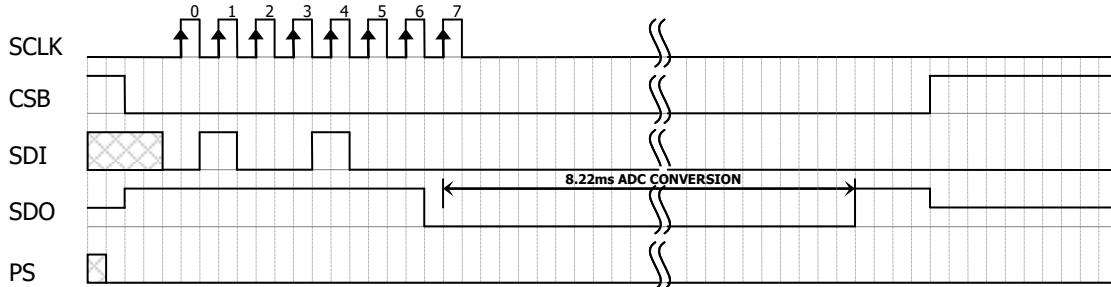 0 1 2 3 4 5 6 7
SCLK
CSB
SDI
8.22ms ADC CONVERSION
SDO
PS